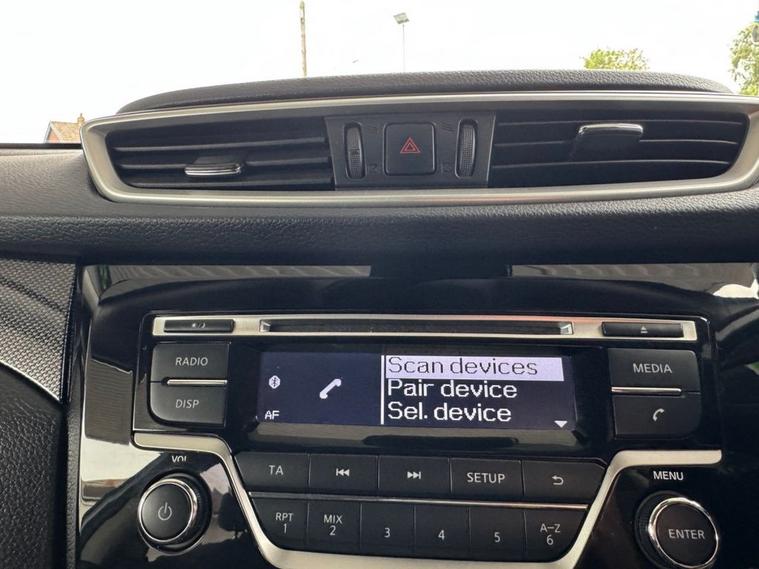 RADIO
DISP
AF
Scan devices
Pair device
Sel. device
MEDIA
VOL
TA
SETUP
MENU
RPT
1
MIX
2
3
4
5
A-Z
6
ENTER